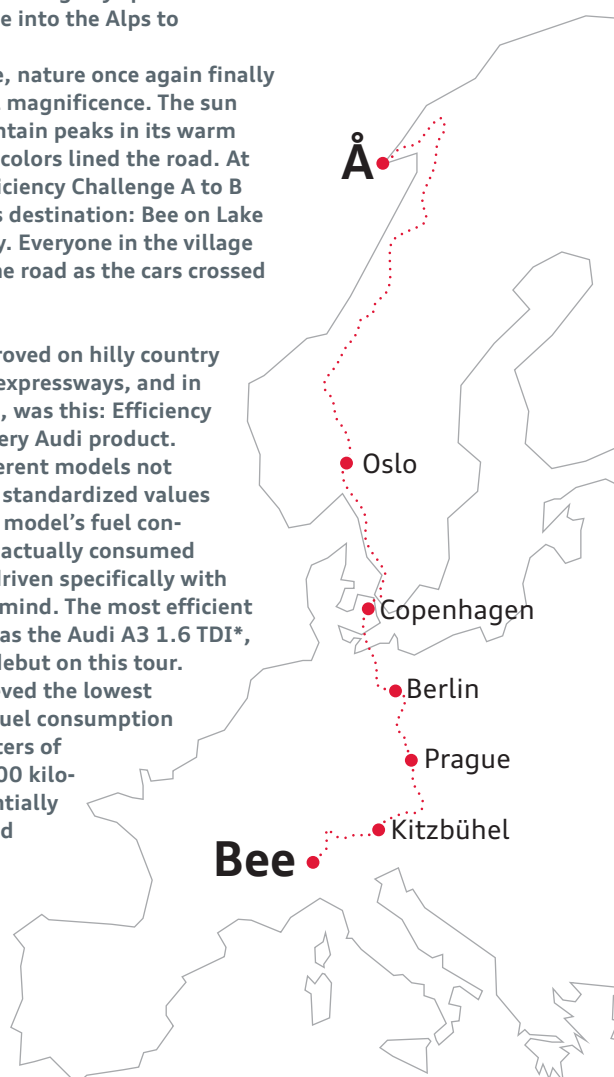 e into the Alps to
e, nature once again finally
magnificence. The sun
ntain peaks in its warm
colors lined the road. At
iciency Challenge A to B
s destination: Bee on Lake
y. Everyone in the village
he road as the cars crossed
roved on hilly country
expressways, and in
, was this: Efficiency
ery Audi product.
erent models not
standardized values
model’s fuel con-
actually consumed
driven specifically with
mind. The most efficient
as the Audi A3 1.6 TDI*,
debut on this tour.
eved the lowest
fuel consumption
ters of
00 kilo-
ntially
d
Å
Oslo
Copenhagen
Berlin
Prague
Kitzbühel
Bee